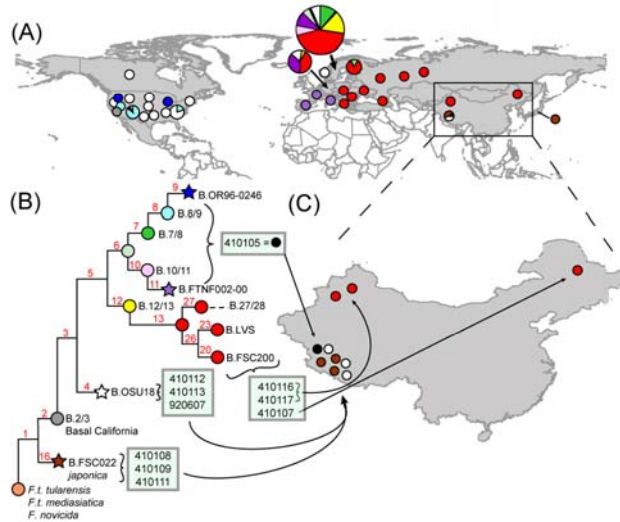 (A)
(B)
(C)
9
B.OR96-0246
8
B.8/9
7
B.7/8
6
10
B.10/11
11
B.FTNF002-00
5
12
B.12/13
13
27
B.27/28
23
B.LVS
26
20
B.FSC200
3
4
B.OSU18
2
B.2/3
Basal California
1
16
B.FSC022
japonica
F.t. tularensis
F.t. mediasiatica
F. novicida
410105 =
410112
410113
920607
410116
410117
410107
410108
410109
410111